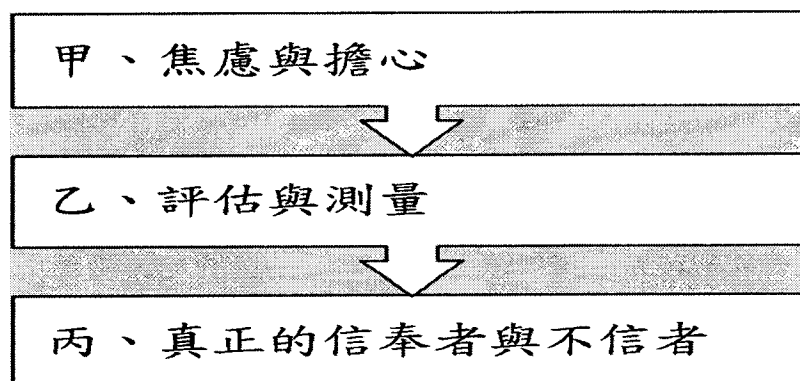 甲、焦慮與擔心
乙、評估與測量
丙、真正的信奉者與不信者